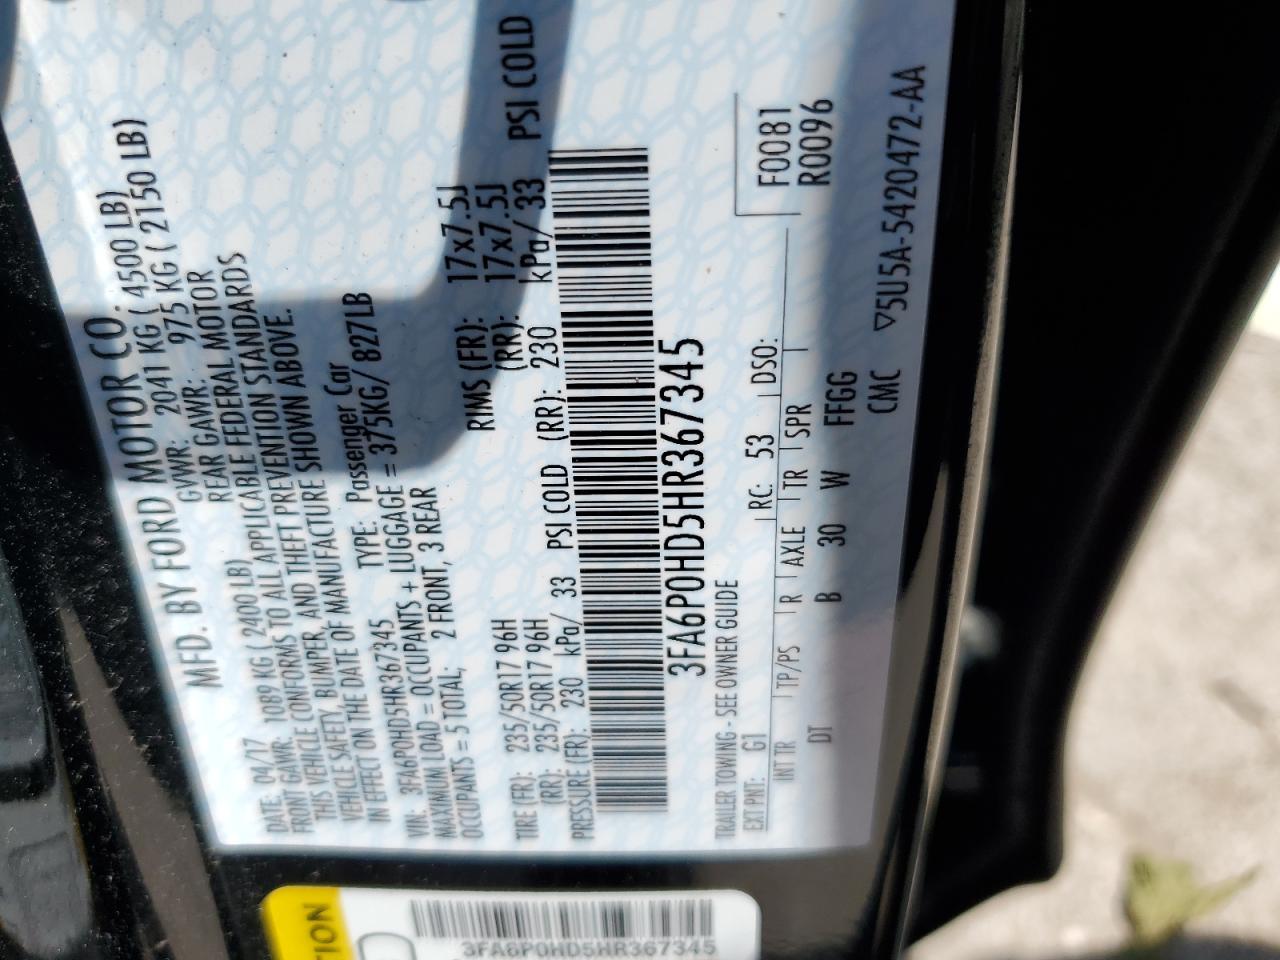 MFD. BY FORD MOTOR CO.
DATE: 04/17 GVWR: 2041 KG ( 4500 LB)
FRONT GAWR: 1089 KG ( 2400 LB) REAR GAWR: 975 KG ( 2150 LB)
THIS VEHICLE CONFORMS TO ALL APPLICABLE FEDERAL MOTOR
VEHICLE SAFETY, BUMPER, AND THEFT PREVENTION STANDARDS
IN EFFECT ON THE DATE OF MANUFACTURE SHOWN ABOVE.
VIN: 3FA6P0HD5HR367345 TYPE: Passenger Car
MAXIMUM LOAD = OCCUPANTS + LUGGAGE = 375KG/ 827LB
OCCUPANTS = 5 TOTAL; 2 FRONT, 3 REAR
TIRE (FR): 235/50R17 96H RIMS (FR): 17x7.5J
(RR): 235/50R17 96H (RR): 17x7.5J
PRESSURE (FR): 230 kPa/ 33 PSI COLD (RR): 230 kPa/ 33 PSI COLD
3FA6P0HD5HR367345
TRAILER TOWING - SEE OWNER GUIDE
F0081
R0096
EXT PNT: G1 RC: 53 DSO:
INT TR TP/PS R AXLE TR SPR
DT B 30 W FFGG
CMC
▽5U5A-5420472-AA
TION
3FA6P0HD5HR367345